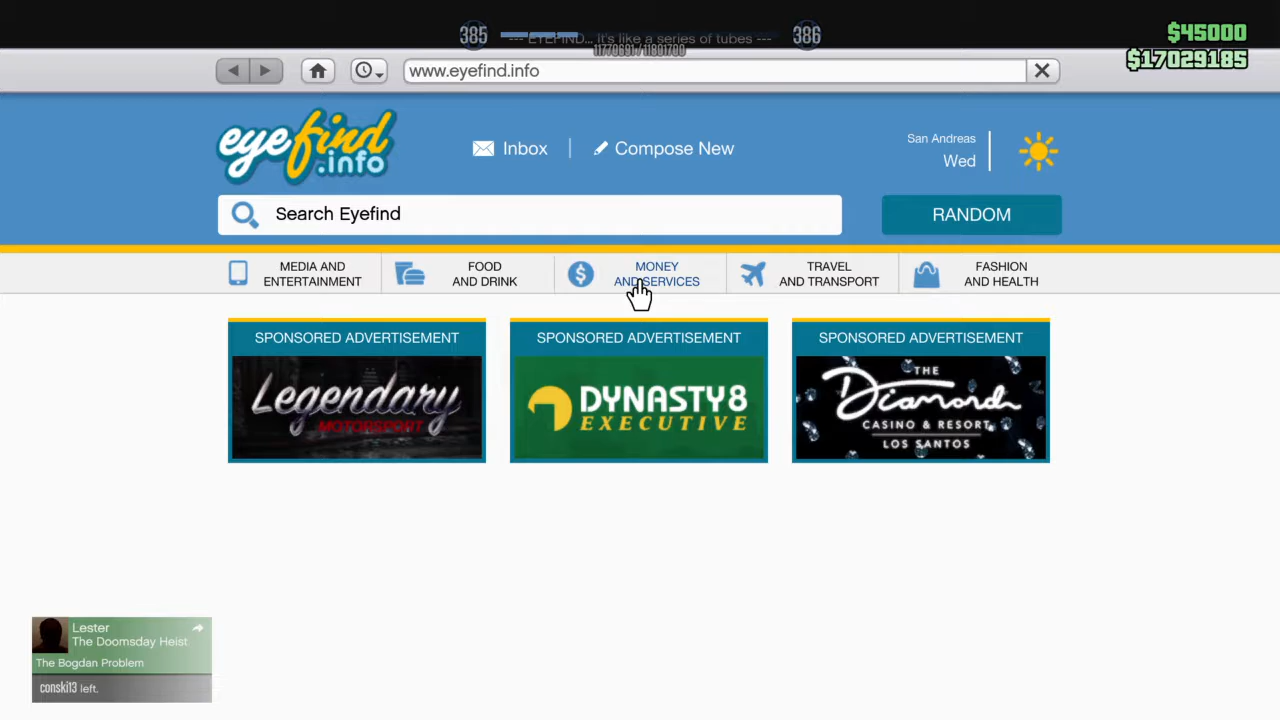 385
--- EYEFIND... It's like a series of tubes ---
386
11770691/11801700
$45000
$17029185
www.eyefind.info
eyefind
.info
Inbox
Compose New
San Andreas
Wed
Search Eyefind
RANDOM
MEDIA AND
ENTERTAINMENT
FOOD
AND DRINK
MONEY
AND SERVICES
TRAVEL
AND TRANSPORT
FASHION
AND HEALTH
SPONSORED ADVERTISEMENT
Legendary
MOTORSPORT
SPONSORED ADVERTISEMENT
DYNASTY8
EXECUTIVE
SPONSORED ADVERTISEMENT
THE
Diamond
CASINO & RESORT
LOS SANTOS
Lester
The Doomsday Heist
The Bogdan Problem
conski13 left.